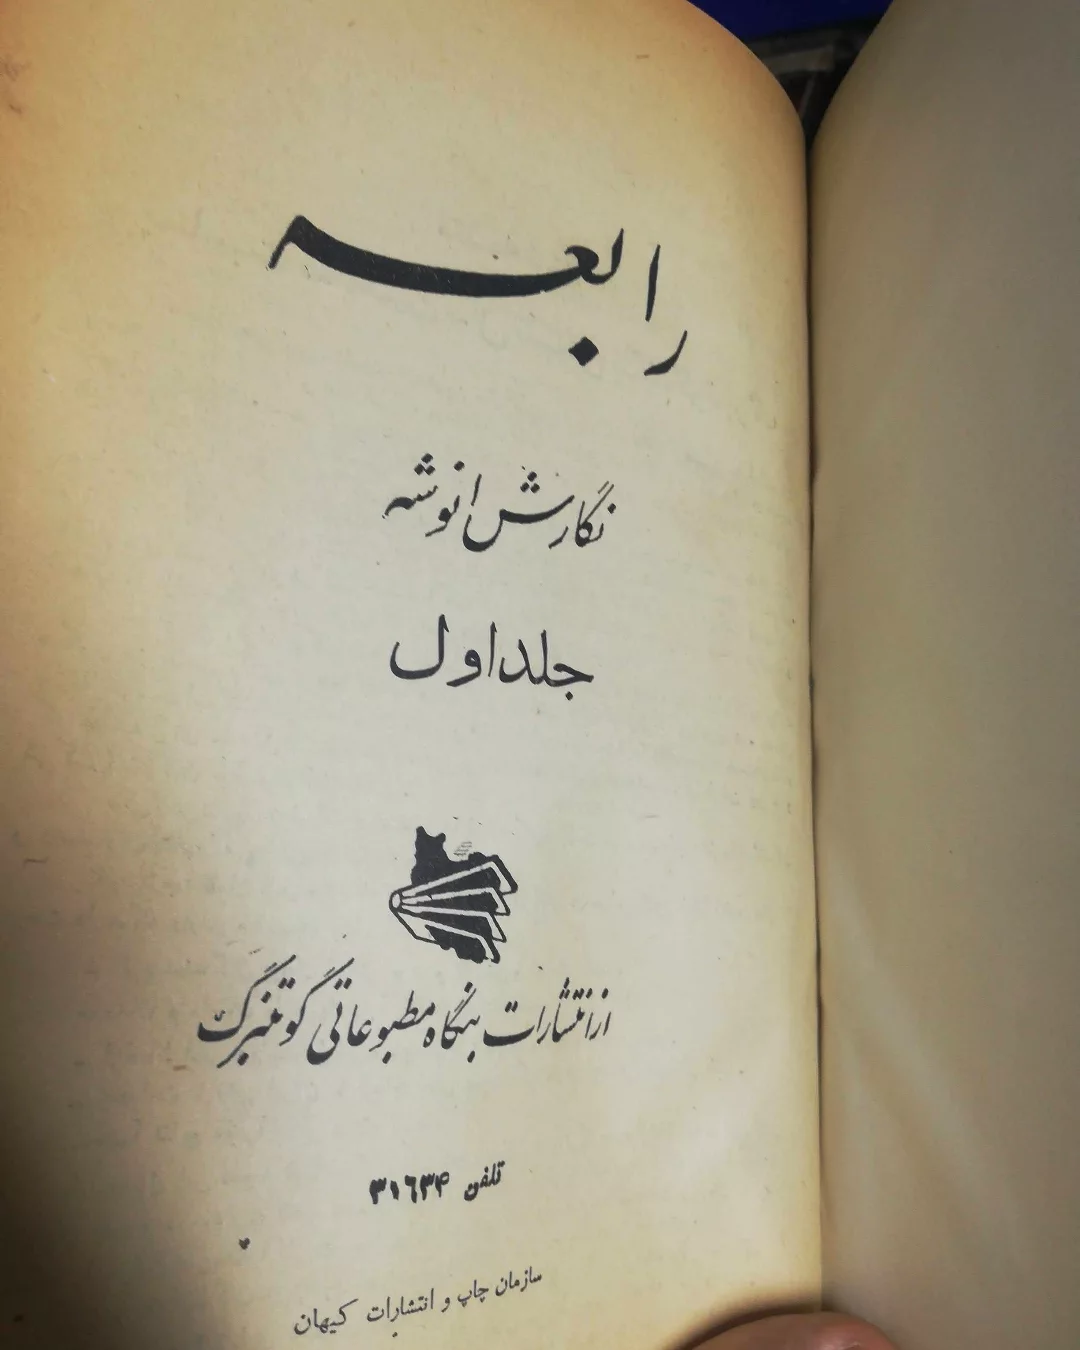 رابعه
نگارش انوشه
جلد اول
از انتشارات بنگاه مطبوعاتی گوتنبرگ
تلفن ۳۱۶۳۴
سازمان چاپ و انتشارات کیهان